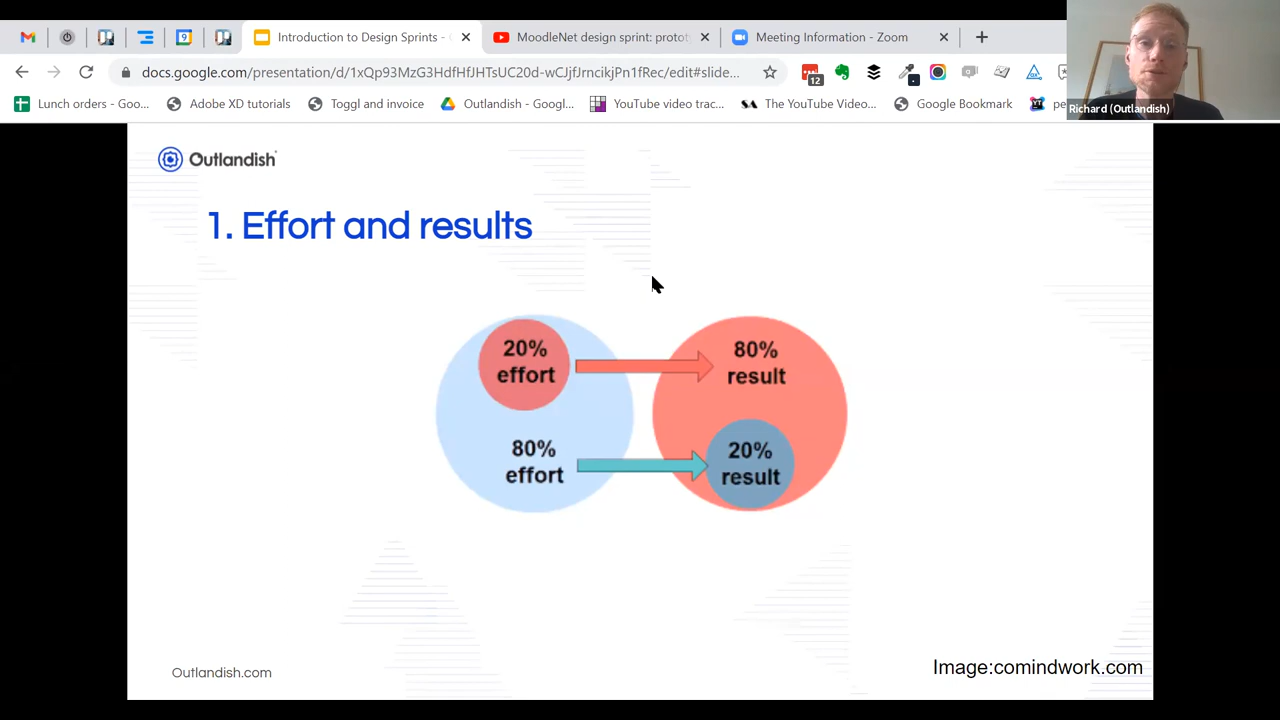 Introduction to Design Sprints -
MoodleNet design sprint: protot
Meeting Information - Zoom
docs.google.com/presentation/d/1xQp93MzG3HdfHfJHTsUC20d-wCJjfJrncikjPn1fRec/edit#slide...
12
Lunch orders - Goo...
Adobe XD tutorials
Toggl and invoice
Outlandish - Googl...
YouTube video trac...
The YouTube Video...
Google Bookmark
pe
Richard (Outlandish)
Outlandish
1. Effort and results
20%
effort
80%
result
80%
effort
20%
result
Outlandish.com
Image:comindwork.com